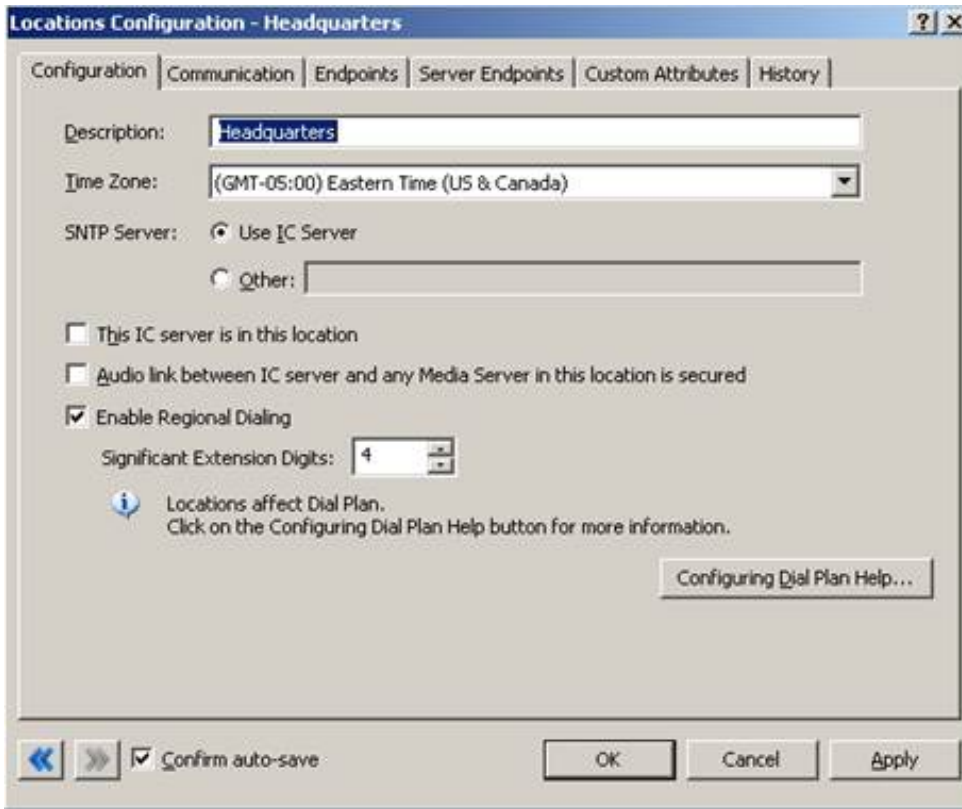 Locations Configuration - Headquarters
Configuration Communication Endpoints Server Endpoints Custom Attributes History
Description: Headquarters
Time Zone: (GMT-05:00) Eastern Time (US & Canada)
SNTP Server: Use IC Server
Other:
This IC server is in this location
Audio link between IC server and any Media Server in this location is secured
Enable Regional Dialing
Significant Extension Digits: 4
Locations affect Dial Plan.
Click on the Configuring Dial Plan Help button for more information.
Configuring Dial Plan Help...
Confirm auto-save OK Cancel Apply